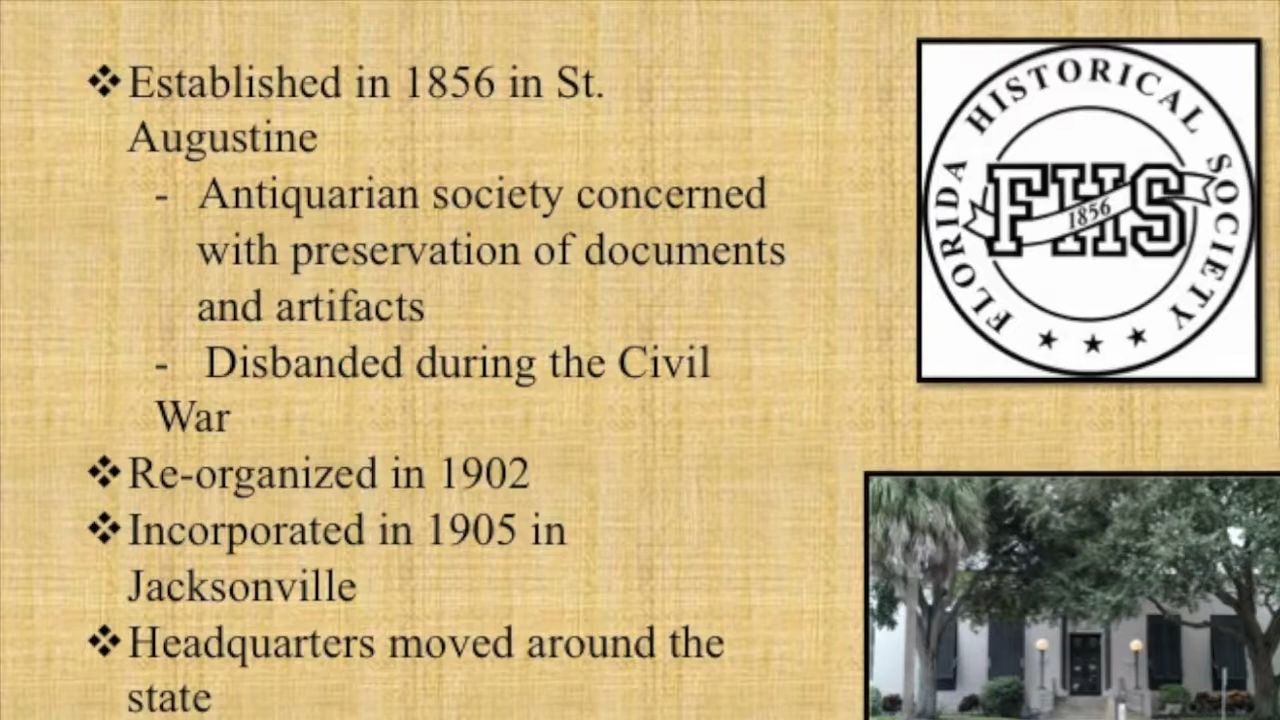 ❖Established in 1856 in St.
Augustine
- Antiquarian society concerned
with preservation of documents
and artifacts
- Disbanded during the Civil
War
❖Re-organized in 1902
❖Incorporated in 1905 in
Jacksonville
❖Headquarters moved around the
state
FLORIDA HISTORICAL SOCIETY
FHS
1856